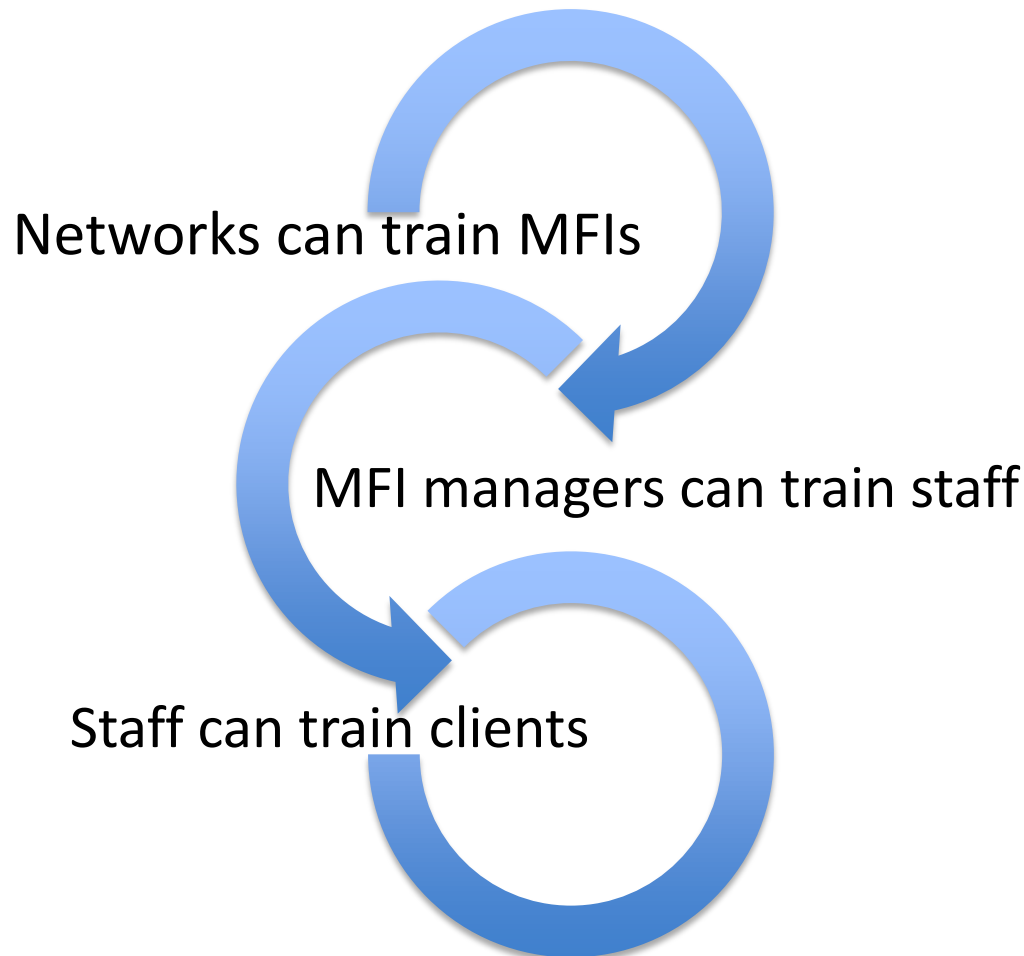 Networks can train MFIs
MFI managers can train staff
Staff can train clients